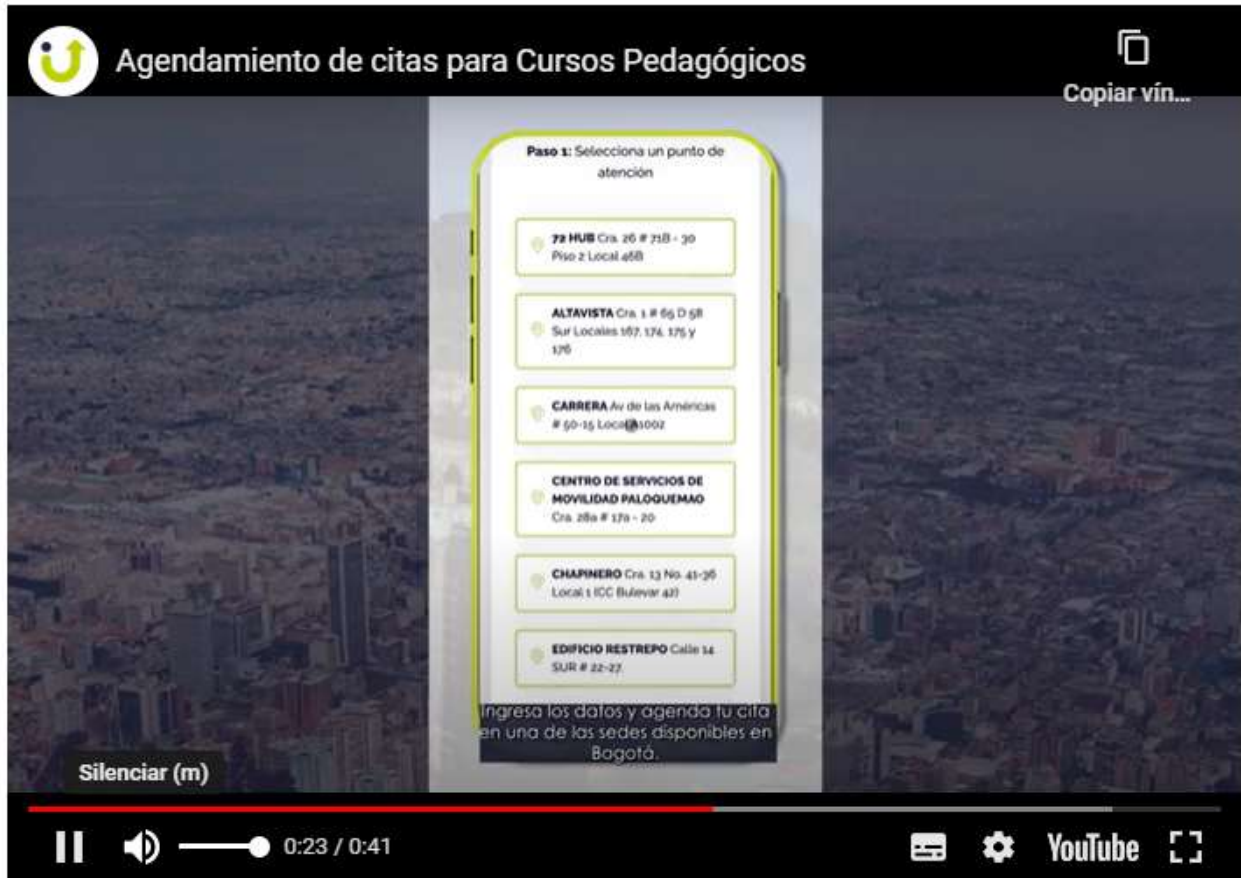 Agendamiento de citas para Cursos Pedagógicos
Copiar vín...
Paso 1: Selecciona un punto de
atención
72 HUB Cra. 26 # 71B - 30
Piso 2 Local 46B
ALTAVISTA Cra. 1 # 65 D 58
Sur Locales 167, 174, 175 y
176
CARRERA Av de las Américas
# 50-15 Local A1002
CENTRO DE SERVICIOS DE
MOVILIDAD PALOQUEMAO
Cra. 28a # 17a - 20
CHAPINERO Cra. 13 No. 41-36
Local 1 (CC Bulevar 42)
EDIFICIO RESTREPO Calle 14
SUR # 22-27.
Ingresa los datos y agenda tu cita
en una de las sedes disponibles en
Bogotá.
Silenciar (m)
0:23 / 0:41
YouTube